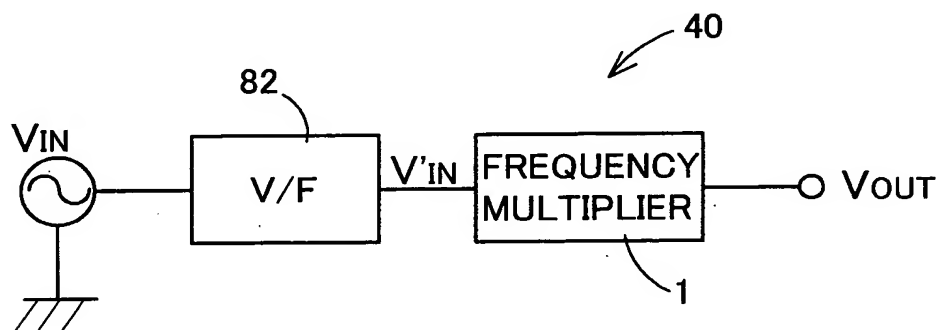 40
82
VIN
V/F
V'IN
FREQUENCY
MULTIPLIER
VOUT
1